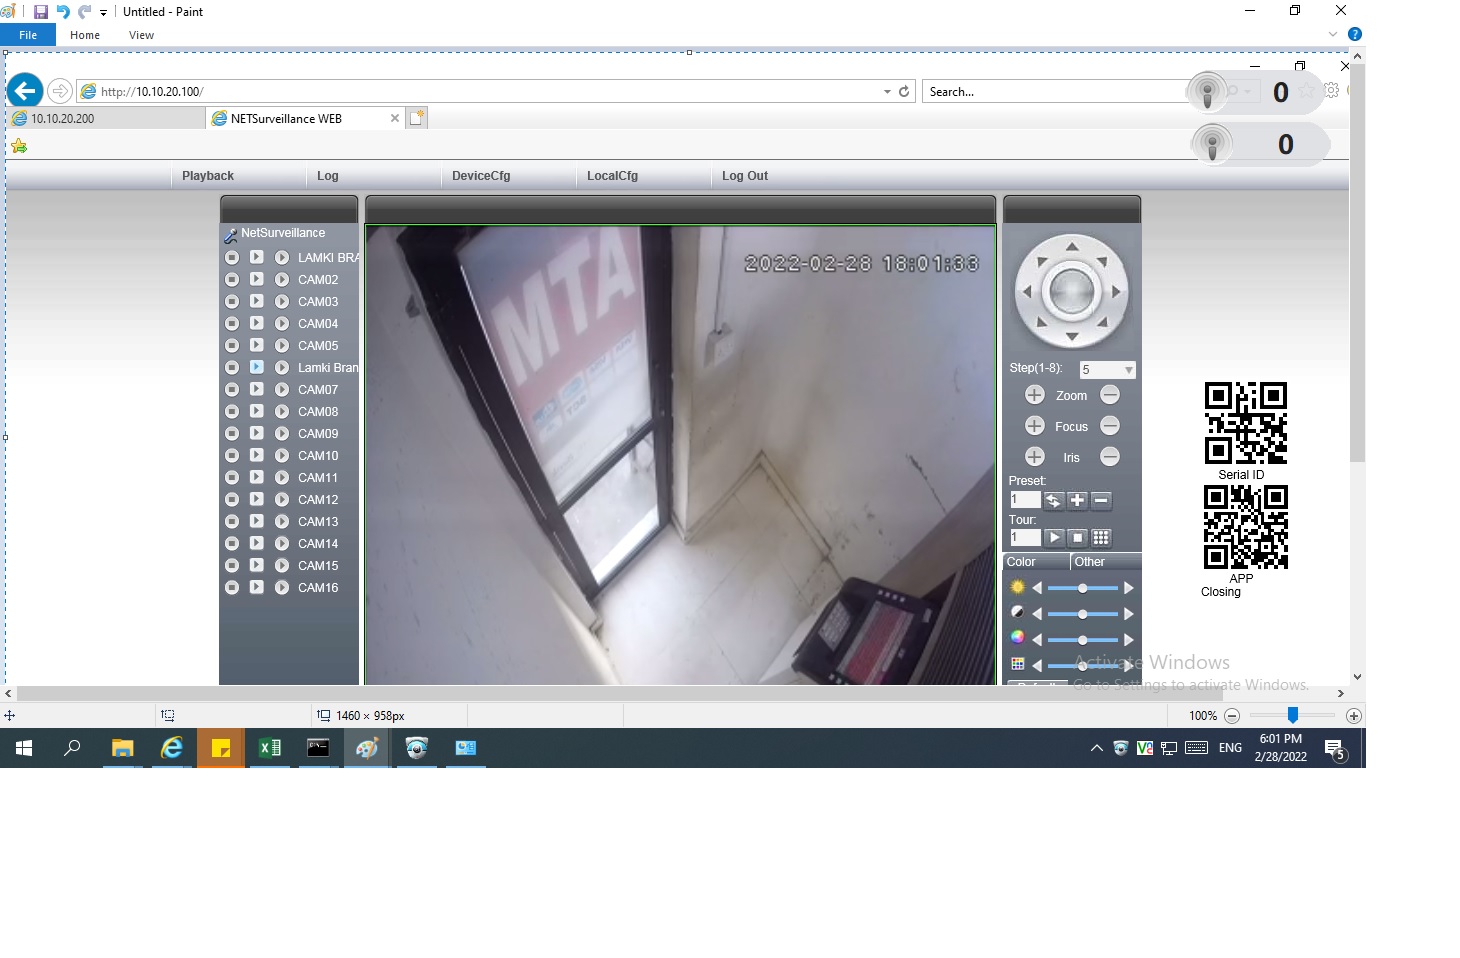 Untitled - Paint
File Home View
http://10.10.20.100/
Search...
0
10.10.20.200
NETSurveillance WEB
0
Playback
Log
DeviceCfg
LocalCfg
Log Out
NetSurveillance
LAMKI BRA
CAM02
CAM03
CAM04
CAM05
Lamki Bran
CAM07
CAM08
CAM09
CAM10
CAM11
CAM12
CAM13
CAM14
CAM15
CAM16
2022-02-28 18:01:33
MTA
Step(1-8): 5
Zoom
Focus
Iris
Preset:
1
Tour:
1
Color Other
Serial ID
APP
Closing
Activate Windows
Go to Settings to activate Windows.
1460 × 958px
100%
ENG
6:01 PM
2/28/2022
5